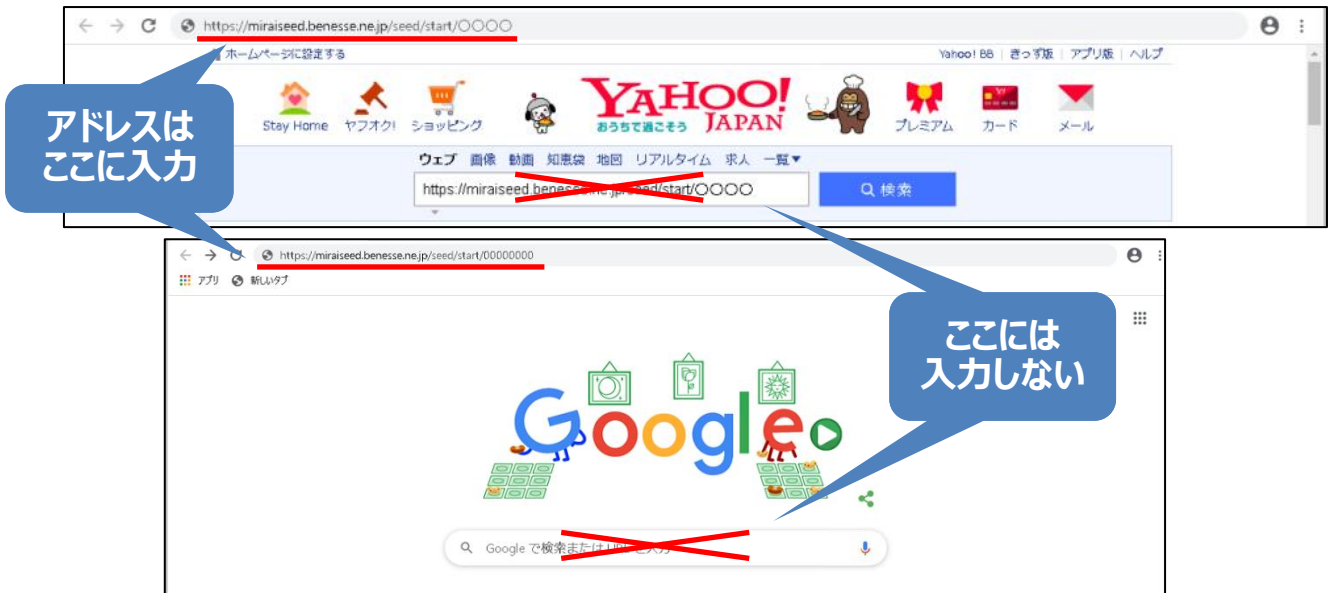 https://miraiseed.benesse.ne.jp/seed/start/〇〇〇〇
ホームページに設定する
Yahoo! BB | きっず版 | アプリ版 | ヘルプ
アドレスは
ここに入力
Stay Home ヤフオク! ショッピング
YAHOO!
JAPAN
おうちで過ごそう
プレミアム カード メール
ウェブ 画像 動画 知恵袋 地図 リアルタイム 求人 一覧▼
https://miraiseed.benesse.ne.jp/seed/start/〇〇〇〇
検索
https://miraiseed.benesse.ne.jp/seed/start/00000000
アプリ 新しいタブ
ここには
入力しない
Google
Google で検索または URL を入力